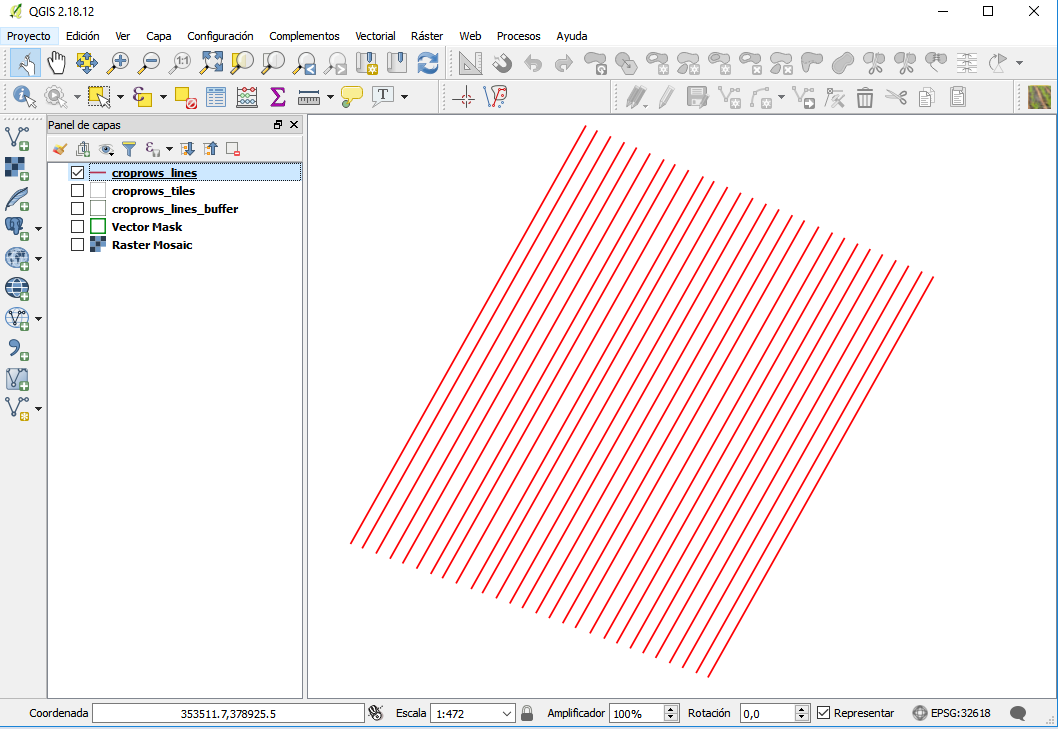 QGIS 2.18.12
Proyecto Edición Ver Capa Configuración Complementos Vectorial Ráster Web Procesos Ayuda
Panel de capas
croprows_lines
croprows_tiles
croprows_lines_buffer
Vector Mask
Raster Mosaic
Coordenada 353511.7,378925.5 Escala 1:472 Amplificador 100% Rotación 0,0 Representar EPSG:32618